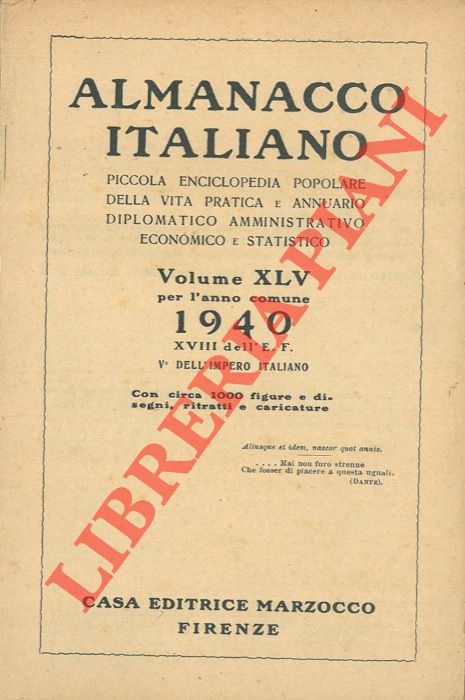 ALMANACCO
ITALIANO
PICCOLA ENCICLOPEDIA POPOLARE
DELLA VITA PRATICA E ANNUARIO
DIPLOMATICO AMMINISTRATIVO
ECONOMICO E STATISTICO
Volume XLV
per l'anno comune
1940
XVIII dell'E. F.
V° DELL'IMPERO ITALIANO
Con circa 1000 figure e di-
segni, ritratti e caricature
Aliusque et idem, nascor quot annis.
.... Mai non furo strenne
Che fosser di piacere a questa uguali.
(DANTE).
CASA EDITRICE MARZOCCO
FIRENZE
LIBRERIA PIANI